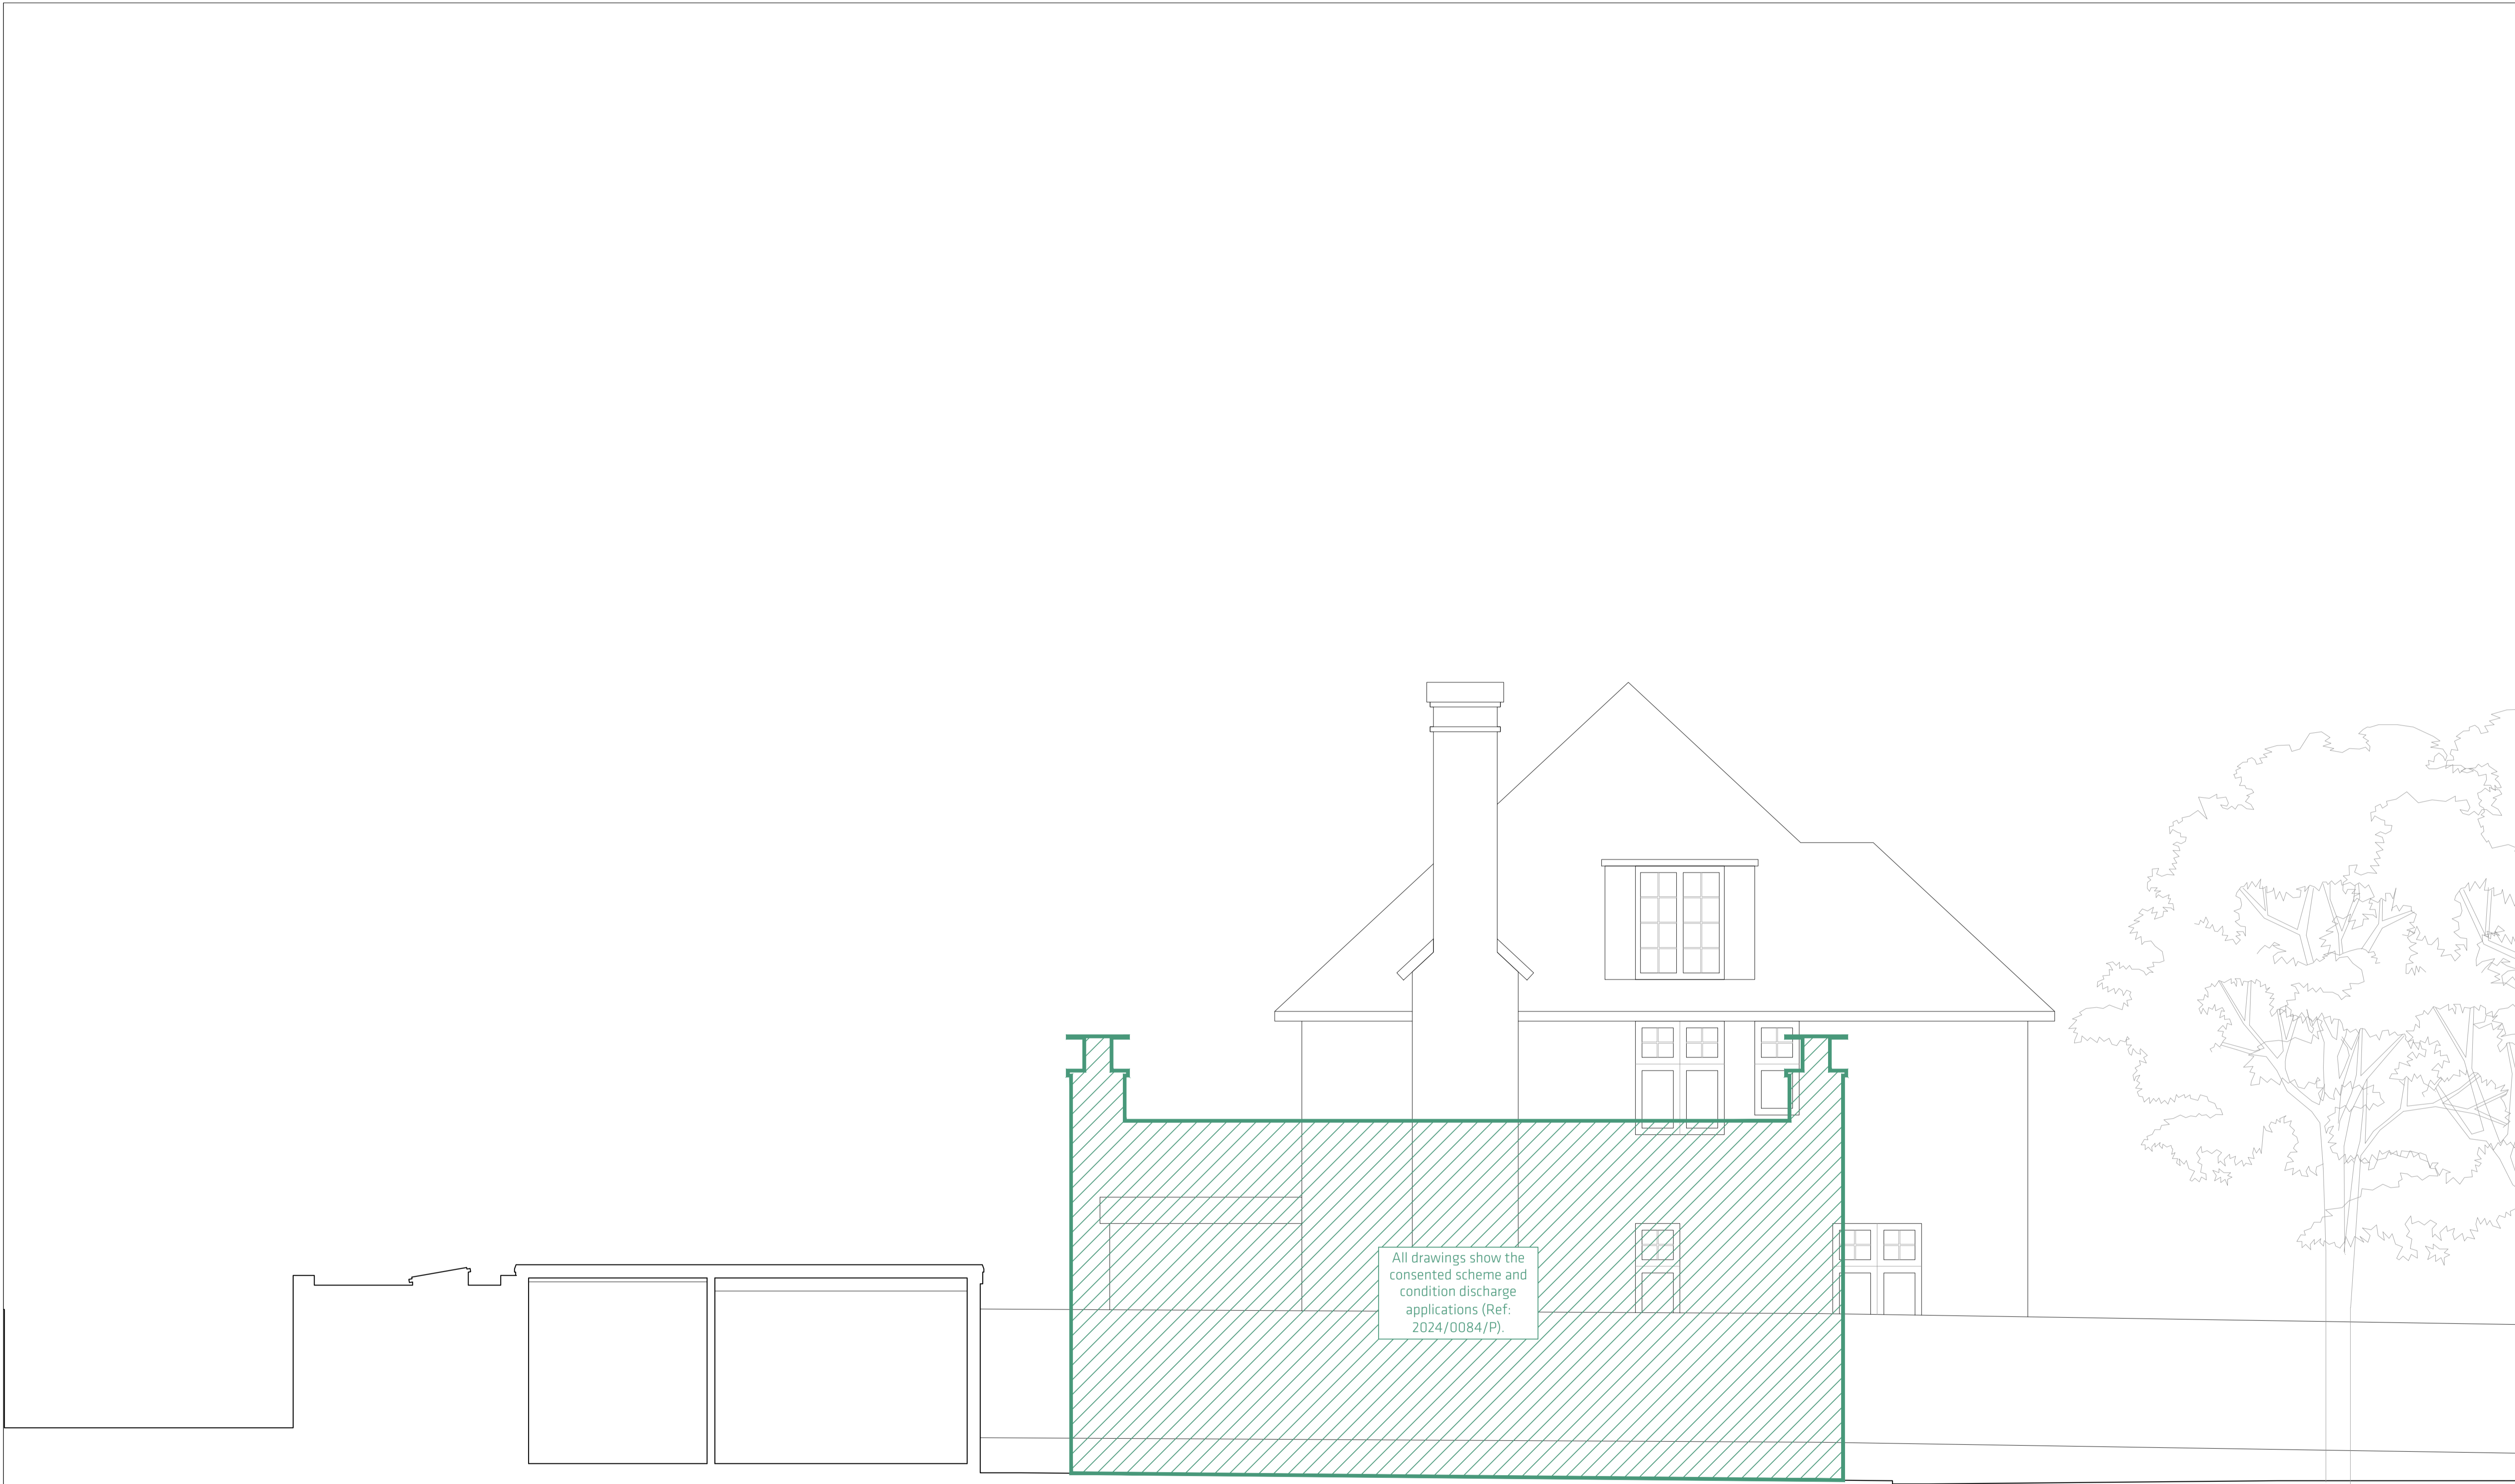 All drawings show the
consented scheme and
condition discharge
applications (Ref:
2024/0084/P).